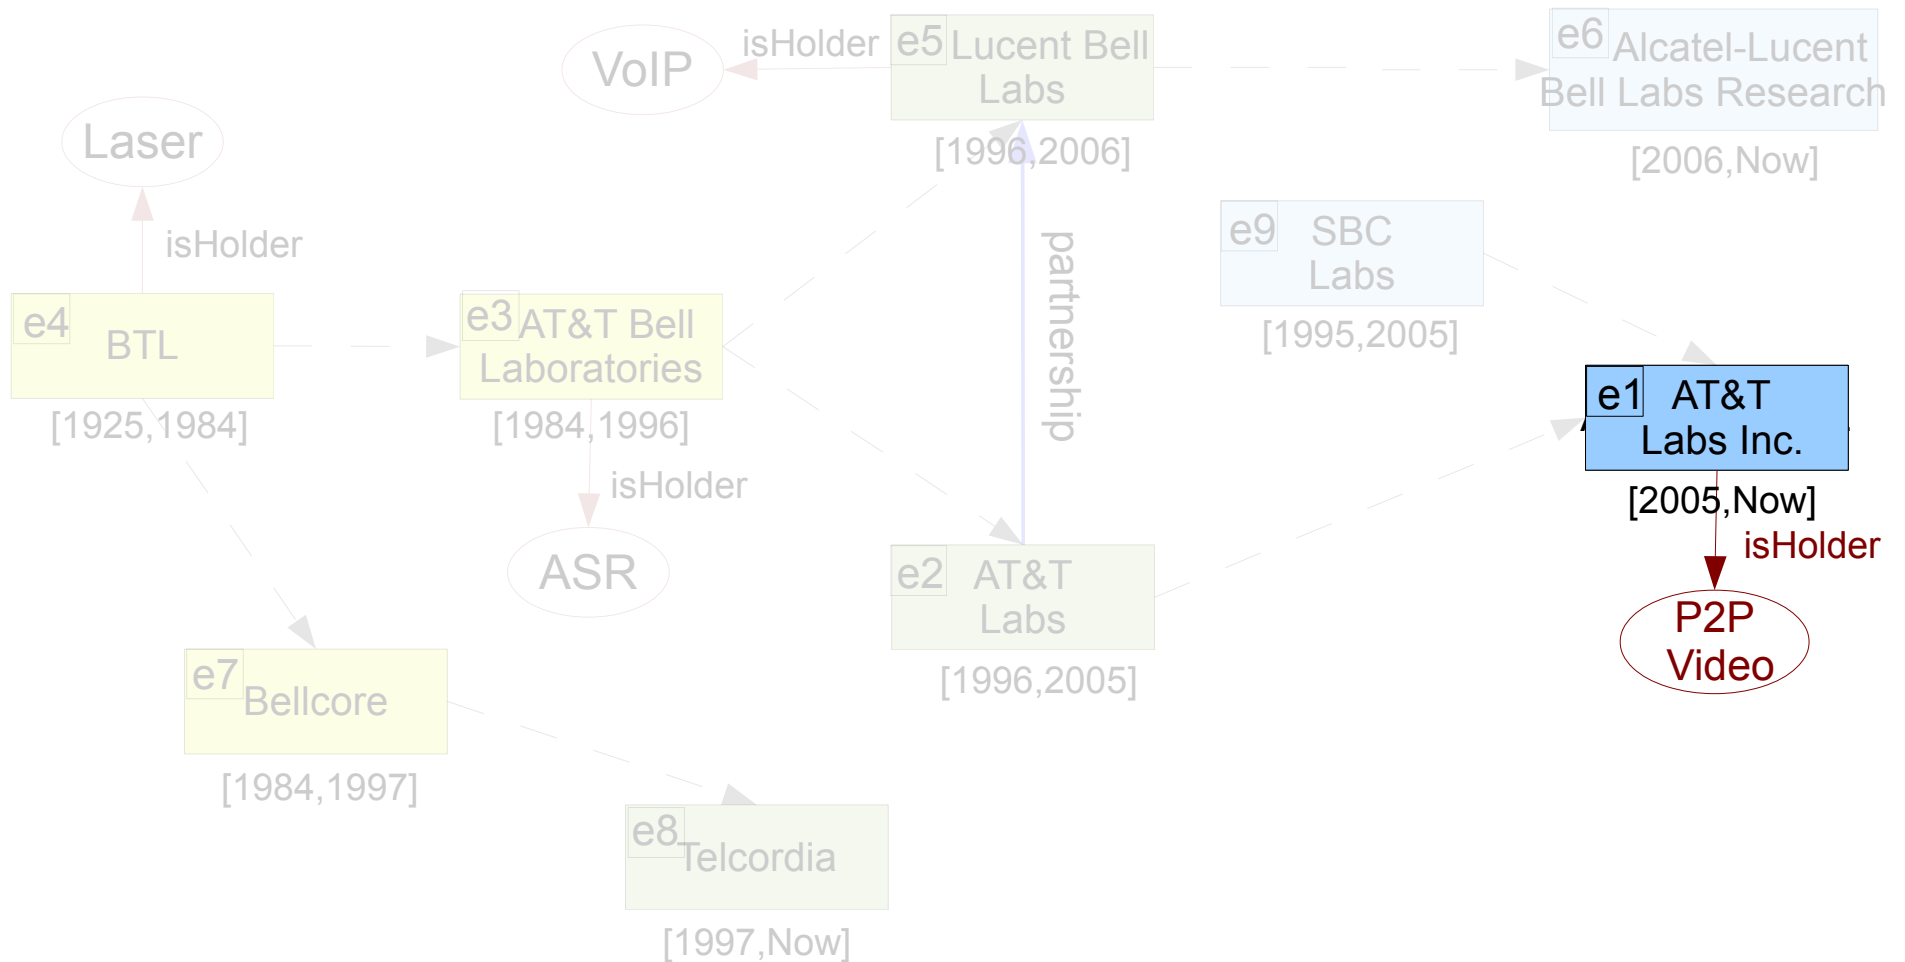 isHolder
e5
Lucent Bell
Labs
[1996,2006]
VoIP
e6
Alcatel-Lucent
Bell Labs Research
[2006,Now]
Laser
isHolder
e9
SBC
Labs
[1995,2005]
partnership
e4
BTL
[1925,1984]
e3
AT&T Bell
Laboratories
[1984,1996]
isHolder
ASR
e1
AT&T
Labs Inc.
[2005,Now]
isHolder
P2P
Video
e2
AT&T
Labs
[1996,2005]
e7
Bellcore
[1984,1997]
e8
Telcordia
[1997,Now]